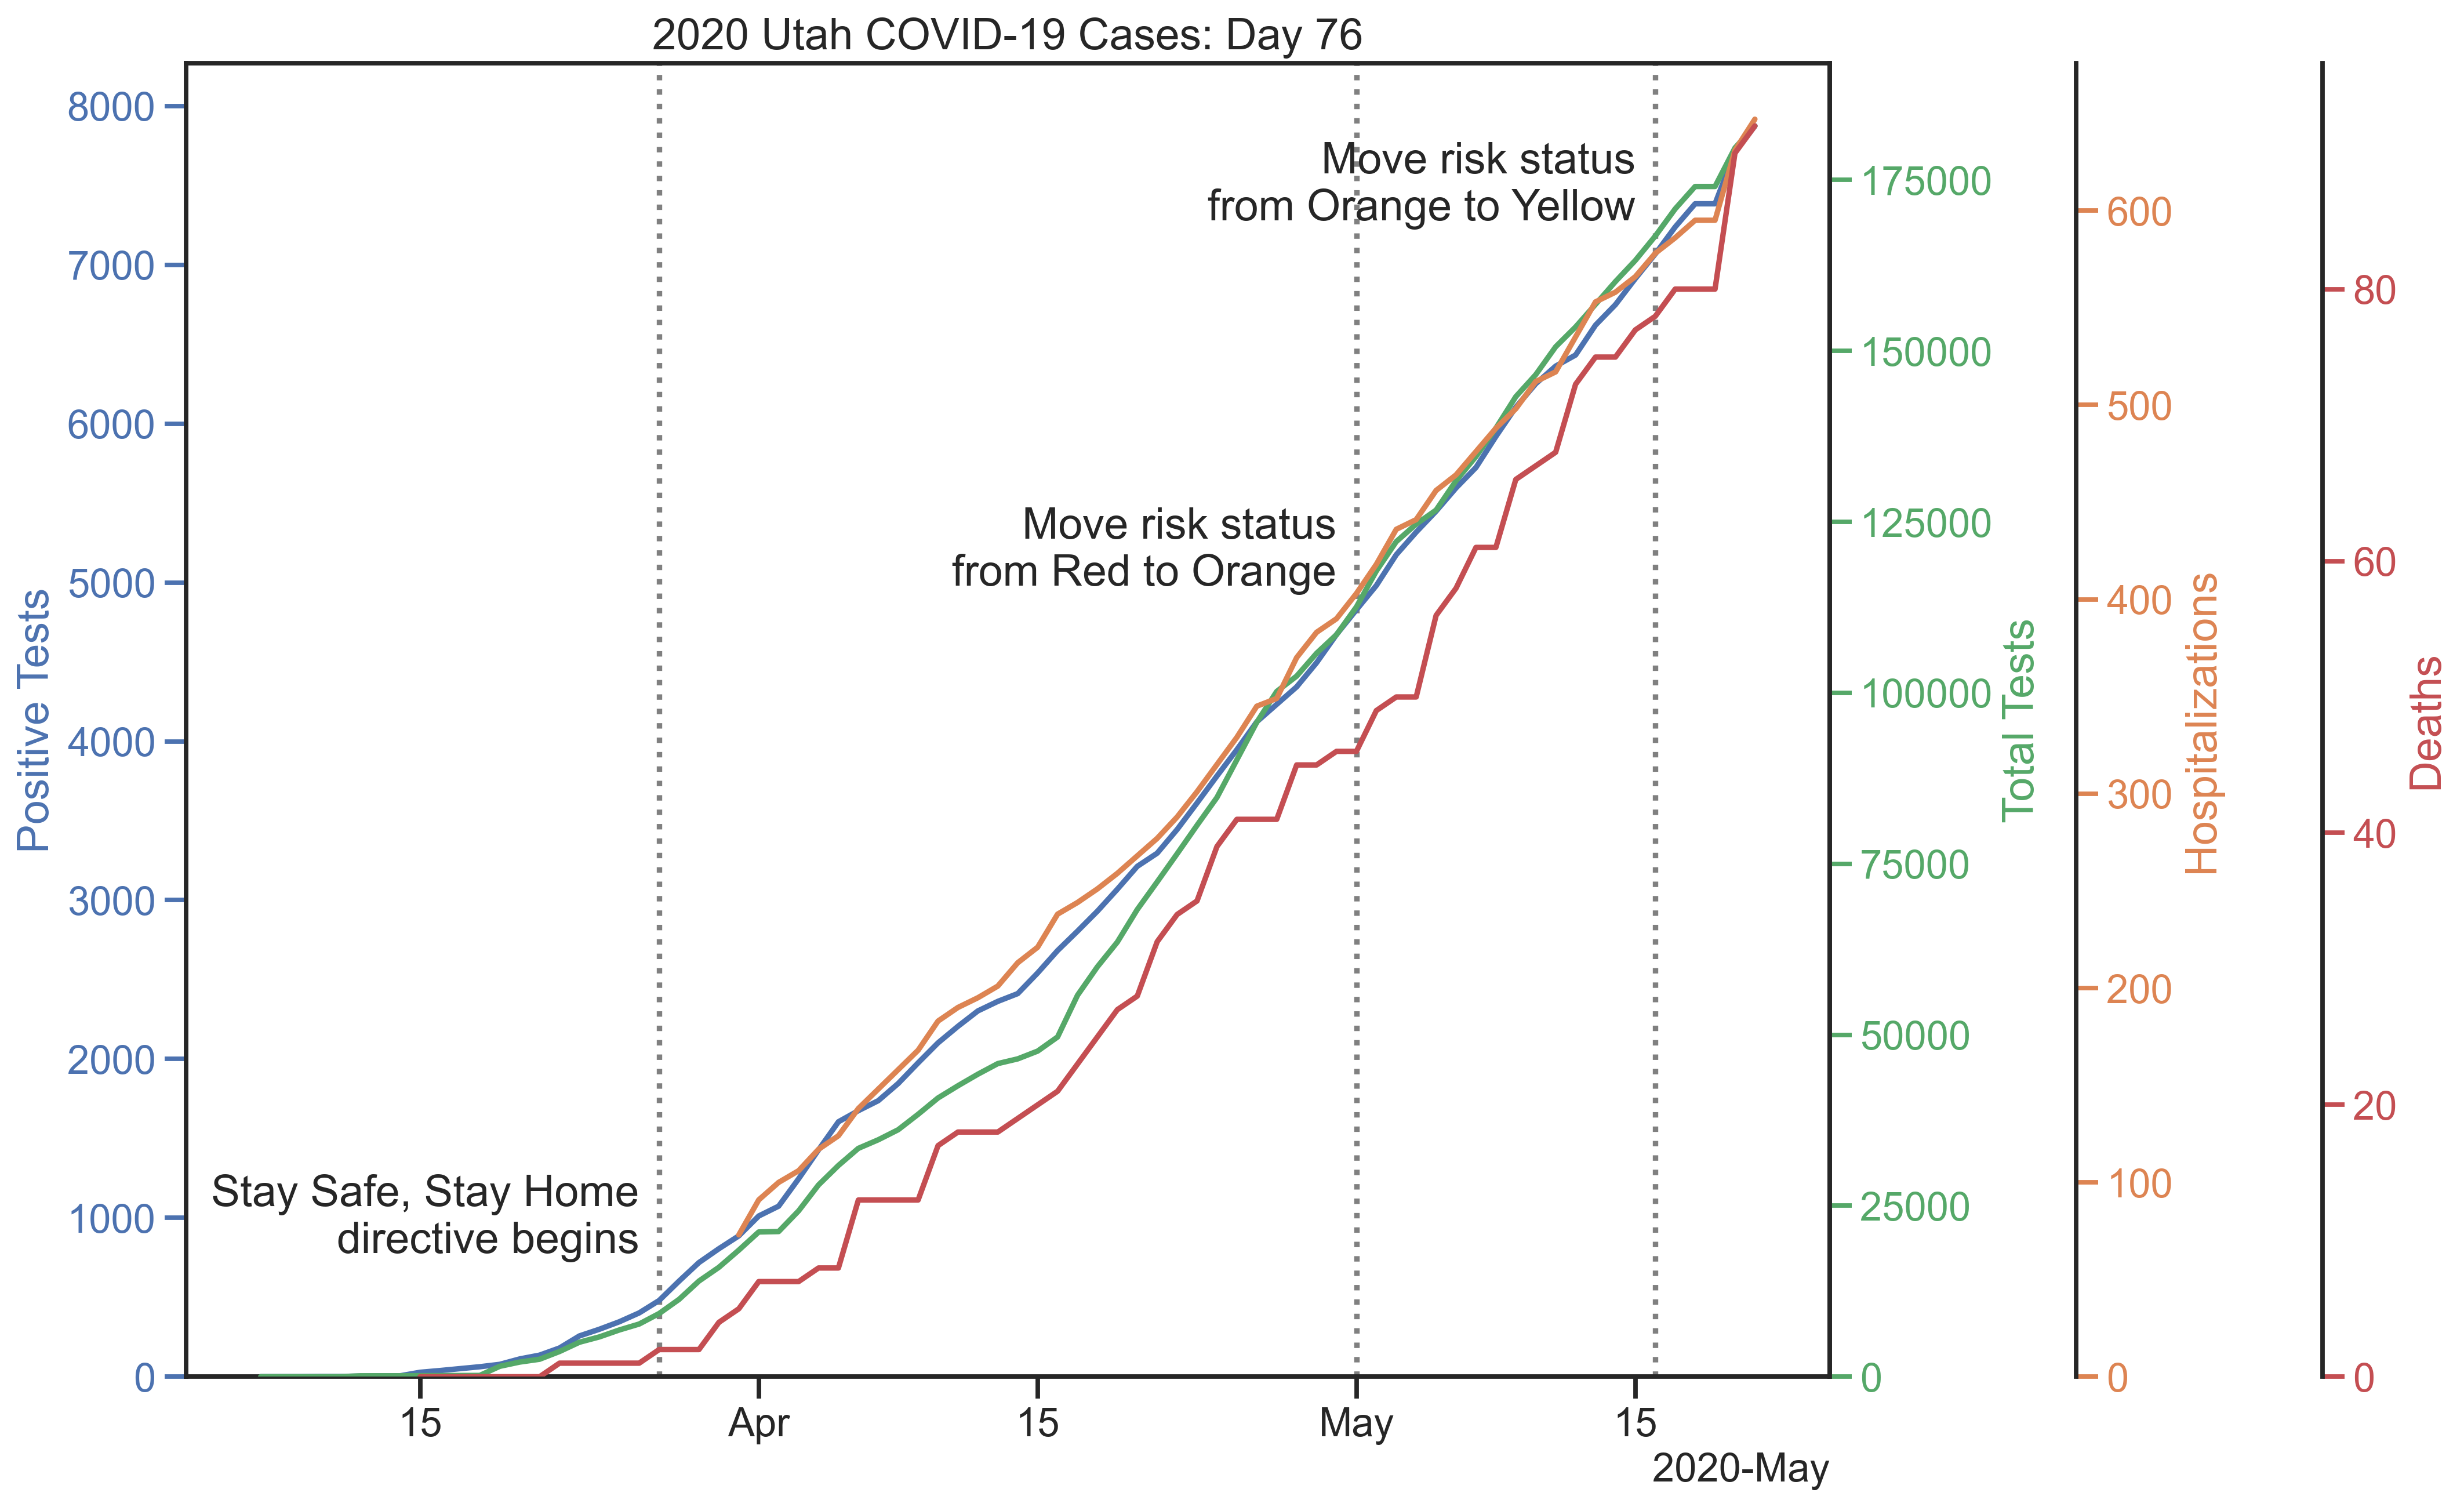 2020 Utah COVID-19 Cases: Day 76
8000
7000
6000
5000
4000
3000
2000
1000
0
Positive Tests
Move risk status
from Orange to Yellow
Move risk status
from Red to Orange
Stay Safe, Stay Home
directive begins
175000
150000
125000
100000
75000
50000
25000
0
Total Tests
600
500
400
300
200
100
0
Hospitalizations
80
60
40
20
0
Deaths
15
Apr
15
May
15
2020-May